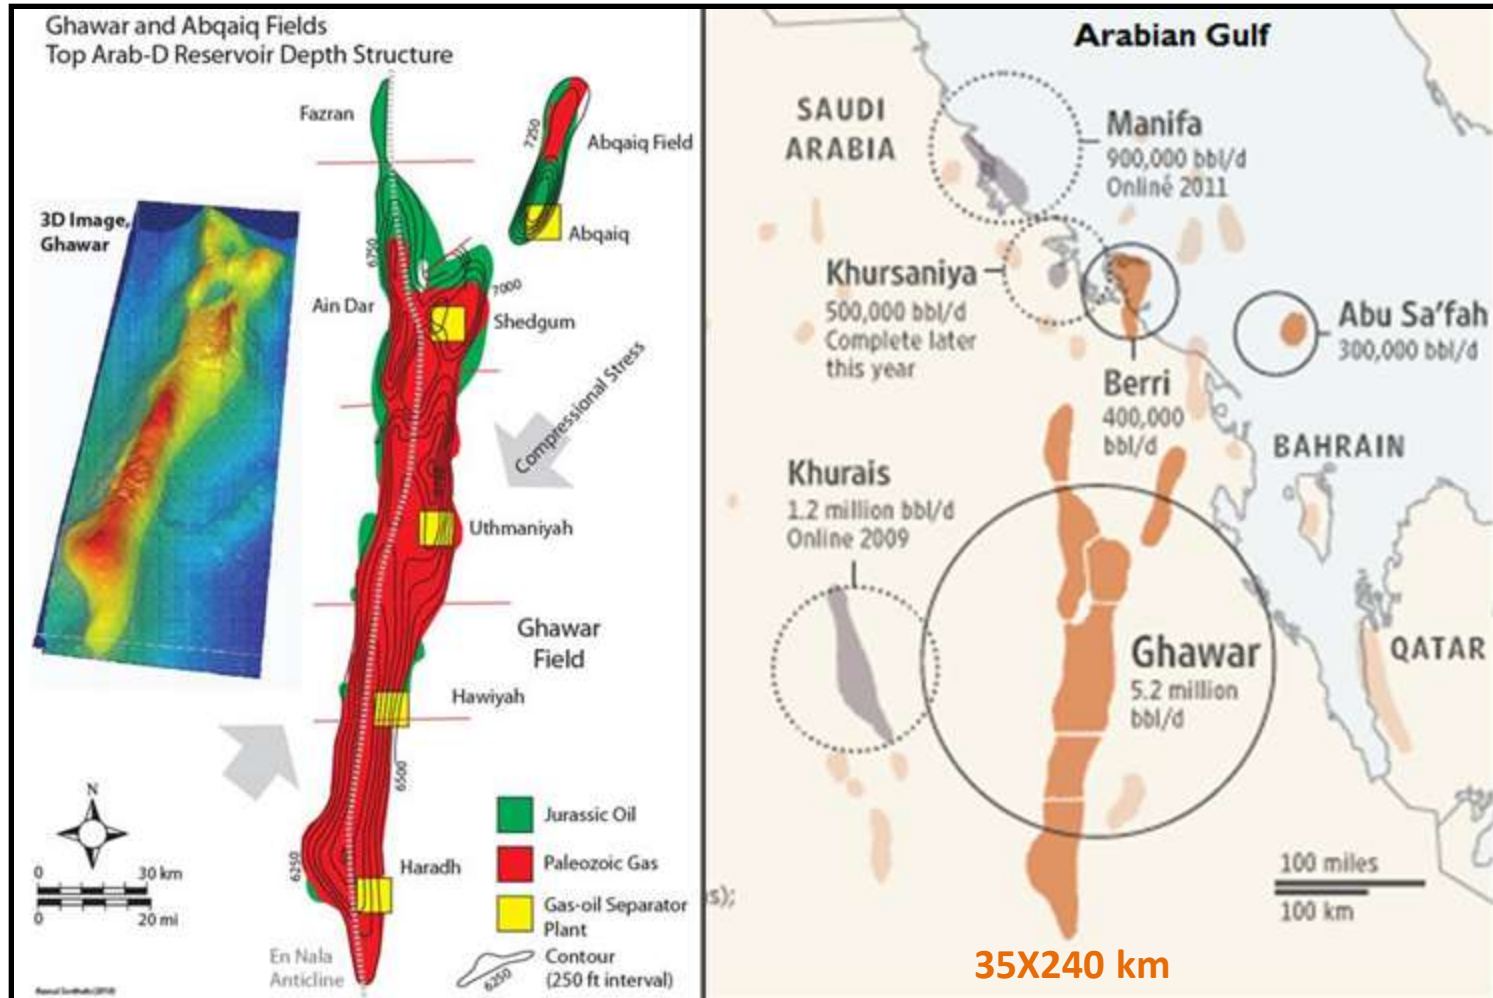 Ghawar and Abqaiq Fields
Top Arab-D Reservoir Depth Structure
Fazran
7250
Abqaiq Field
Abqaiq
3D Image,
Ghawar
6750
7000
Ain Dar
Shedgum
Compressional Stress
Uthmaniyah
Ghawar
Field
Hawiyah
6500
N
0
30 km
0
20 mi
6250
Haradh
En Nala
Anticline
Jurassic Oil
Paleozoic Gas
Gas-oil Separator
Plant
Contour
(250 ft interval)
6250
Arabian Gulf
SAUDI
ARABIA
Manifa
900,000 bbl/d
Onliné 2011
Khursaniya
500,000 bbl/d
Complete later
this year
Abu Sa'fah
300,000 bbl/d
Berri
400,000
bbl/d
BAHRAIN
Khurais
1.2 million bbl/d
Online 2009
Ghawar
5.2 million
bbl/d
QATAR
s);
100 miles
100 km
35X240 km